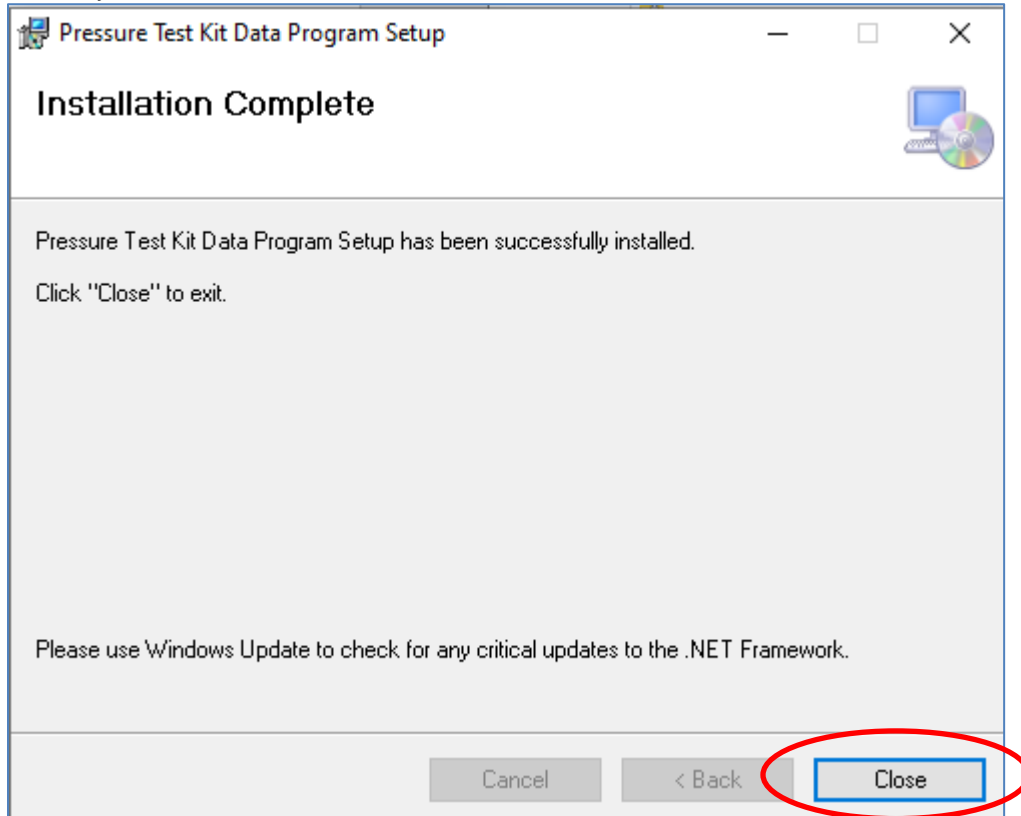 Pressure Test Kit Data Program Setup
Installation Complete
Pressure Test Kit Data Program Setup has been successfully installed.
Click "Close" to exit.
Please use Windows Update to check for any critical updates to the .NET Framework.
Cancel
< Back
Close